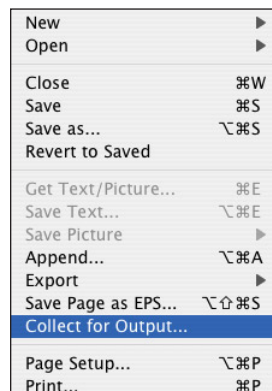 New ▶
Open ▶
Close ⌘W
Save ⌘S
Save as... ⌥⌘S
Revert to Saved
Get Text/Picture... ⌘E
Save Text... ⌥⌘E
Save Picture ▶
Append... ⌥⌘A
Export ▶
Save Page as EPS... ⌥⇧⌘S
Collect for Output...
Page Setup... ⌥⌘P
Print... ⌘P